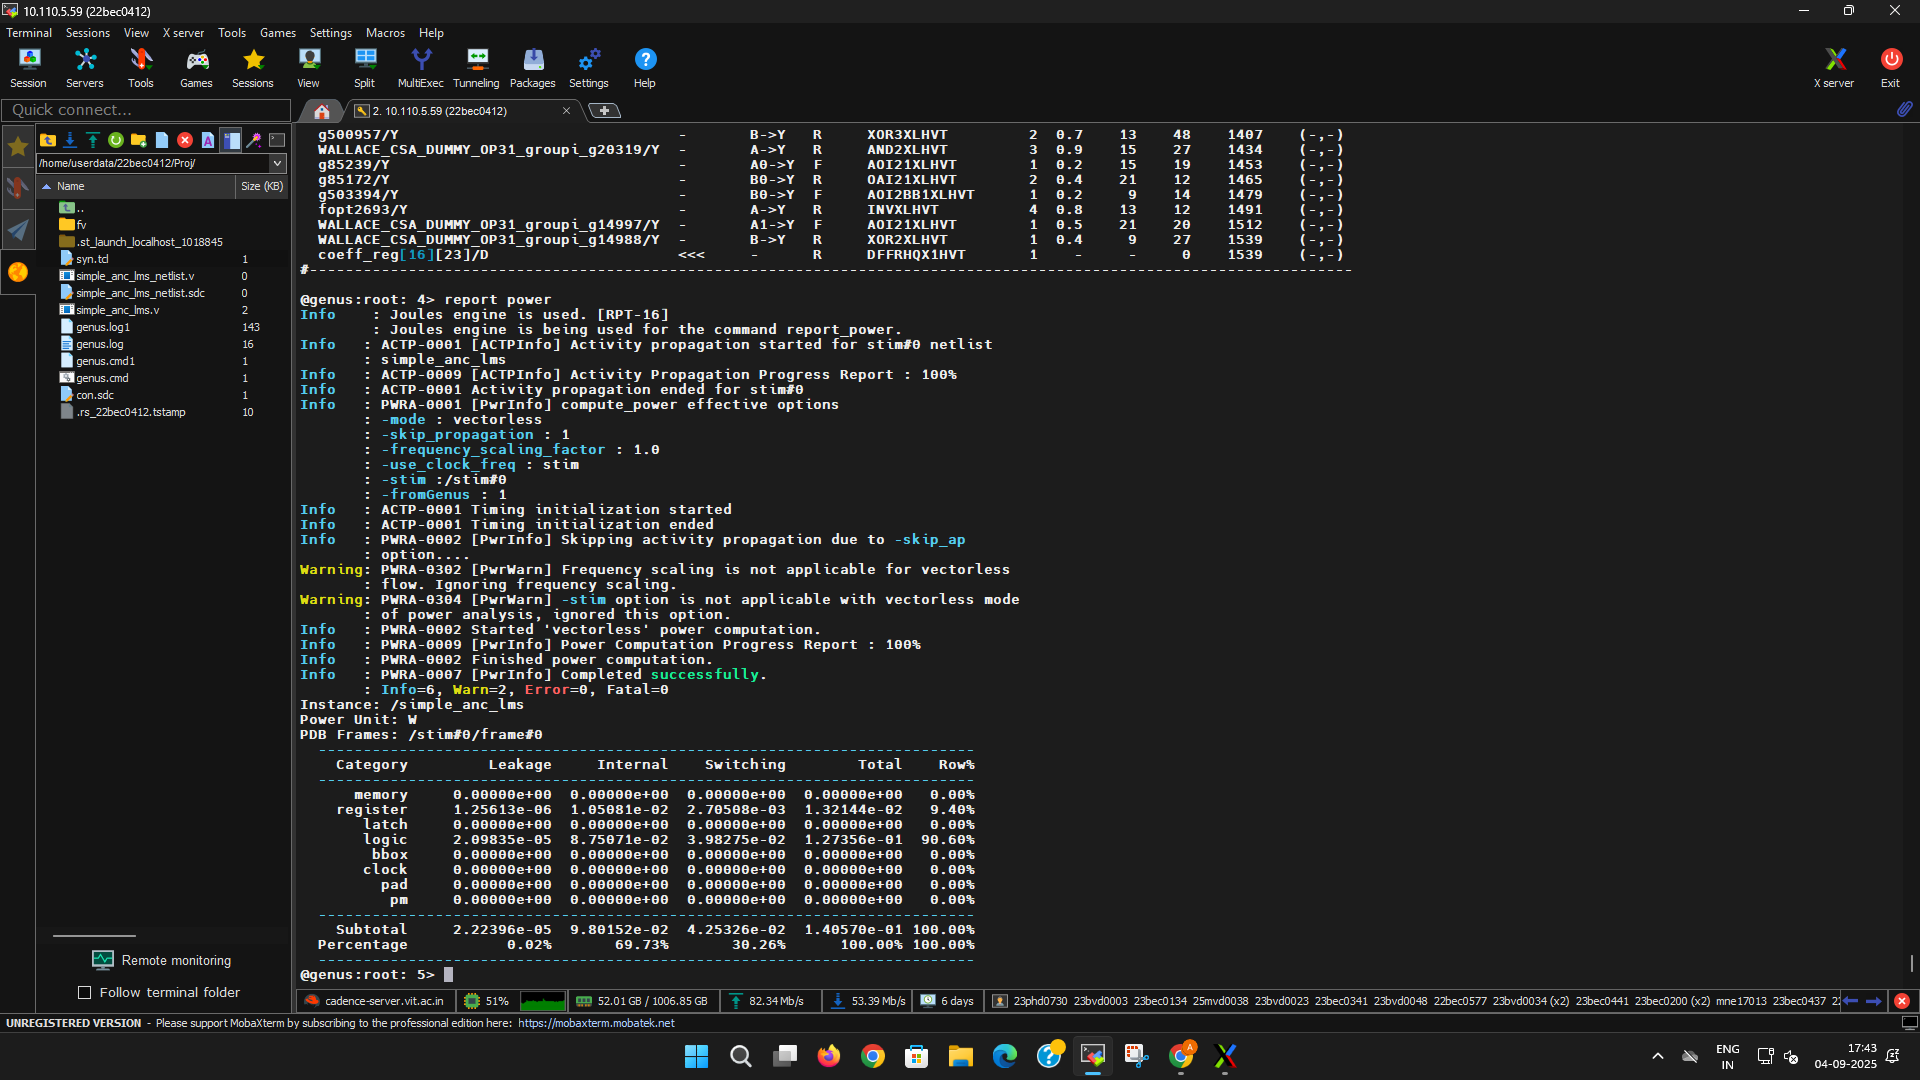 10.110.5.59 (22bec0412)
Terminal Sessions View X server Tools Games Settings Macros Help
Session Servers Tools Games Sessions View Split MultiExec Tunneling Packages Settings Help X server Exit
Quick connect...
2. 10.110.5.59 (22bec0412)
/home/userdata/22bec0412/Proj/
Name Size (KB)
..
fv
.st_launch_localhost_1018845
syn.tcl 1
simple_anc_lms_netlist.v 0
simple_anc_lms_netlist.sdc 0
simple_anc_lms.v 2
genus.log1 143
genus.log 16
genus.cmd1 1
genus.cmd 1
con.sdc 1
.rs_22bec0412.tstamp 10
Remote monitoring
Follow terminal folder
g500957/Y - B->Y R XOR3XLHVT 2 0.7 13 48 1407 (-,-)
WALLACE_CSA_DUMMY_OP31_groupi_g20319/Y - A->Y R AND2XLHVT 3 0.9 15 27 1434 (-,-)
g85239/Y - A0->Y F AOI21XLHVT 1 0.2 15 19 1453 (-,-)
g85172/Y - B0->Y R OAI21XLHVT 2 0.4 21 12 1465 (-,-)
g503394/Y - B0->Y F AOI2BB1XLHVT 1 0.2 9 14 1479 (-,-)
fopt2693/Y - A->Y R INVXLHVT 4 0.8 13 12 1491 (-,-)
WALLACE_CSA_DUMMY_OP31_groupi_g14997/Y - A1->Y F AOI21XLHVT 1 0.5 21 20 1512 (-,-)
WALLACE_CSA_DUMMY_OP31_groupi_g14988/Y - B->Y R XOR2XLHVT 1 0.4 9 27 1539 (-,-)
coeff_reg[16][23]/D <<< - R DFFRHQX1HVT 1 - - 0 1539 (-,-)
#--------------------------------------------------------------------------------------------------------------------
@genus:root: 4> report power
Info : Joules engine is used. [RPT-16]
: Joules engine is being used for the command report_power.
Info : ACTP-0001 [ACTPInfo] Activity propagation started for stim#0 netlist
: simple_anc_lms
Info : ACTP-0009 [ACTPInfo] Activity Propagation Progress Report : 100%
Info : ACTP-0001 Activity propagation ended for stim#0
Info : PWRA-0001 [PwrInfo] compute_power effective options
: -mode : vectorless
: -skip_propagation : 1
: -frequency_scaling_factor : 1.0
: -use_clock_freq : stim
: -stim :/stim#0
: -fromGenus : 1
Info : ACTP-0001 Timing initialization started
Info : ACTP-0001 Timing initialization ended
Info : PWRA-0002 [PwrInfo] Skipping activity propagation due to -skip_ap
: option....
Warning: PWRA-0302 [PwrWarn] Frequency scaling is not applicable for vectorless
: flow. Ignoring frequency scaling.
Warning: PWRA-0304 [PwrWarn] -stim option is not applicable with vectorless mode
: of power analysis, ignored this option.
Info : PWRA-0002 Started 'vectorless' power computation.
Info : PWRA-0009 [PwrInfo] Power Computation Progress Report : 100%
Info : PWRA-0002 Finished power computation.
Info : PWRA-0007 [PwrInfo] Completed successfully.
: Info=6, Warn=2, Error=0, Fatal=0
Instance: /simple_anc_lms
Power Unit: W
PDB Frames: /stim#0/frame#0
-------------------------------------------------------------------------
Category Leakage Internal Switching Total Row%
-------------------------------------------------------------------------
memory 0.00000e+00 0.00000e+00 0.00000e+00 0.00000e+00 0.00%
register 1.25613e-06 1.05081e-02 2.70508e-03 1.32144e-02 9.40%
latch 0.00000e+00 0.00000e+00 0.00000e+00 0.00000e+00 0.00%
logic 2.09835e-05 8.75071e-02 3.98275e-02 1.27356e-01 90.60%
bbox 0.00000e+00 0.00000e+00 0.00000e+00 0.00000e+00 0.00%
clock 0.00000e+00 0.00000e+00 0.00000e+00 0.00000e+00 0.00%
pad 0.00000e+00 0.00000e+00 0.00000e+00 0.00000e+00 0.00%
pm 0.00000e+00 0.00000e+00 0.00000e+00 0.00000e+00 0.00%
-------------------------------------------------------------------------
Subtotal 2.22396e-05 9.80152e-02 4.25326e-02 1.40570e-01 100.00%
Percentage 0.02% 69.73% 30.26% 100.00% 100.00%
-------------------------------------------------------------------------
@genus:root: 5>
cadence-server.vit.ac.in 51% 52.01 GB / 1006.85 GB 82.34 Mb/s 53.39 Mb/s 6 days 23phd0730 23bvd0003 23bec0134 25mvd0038 23bvd0023 23bec0341 23bvd0048 22bec0577 23bvd0034 (x2) 23bec0441 23bec0200 (x2) mne17013 23bec0437
UNREGISTERED VERSION - Please support MobaXterm by subscribing to the professional edition here: https://mobaxterm.mobatek.net
ENG
IN
17:43
04-09-2025